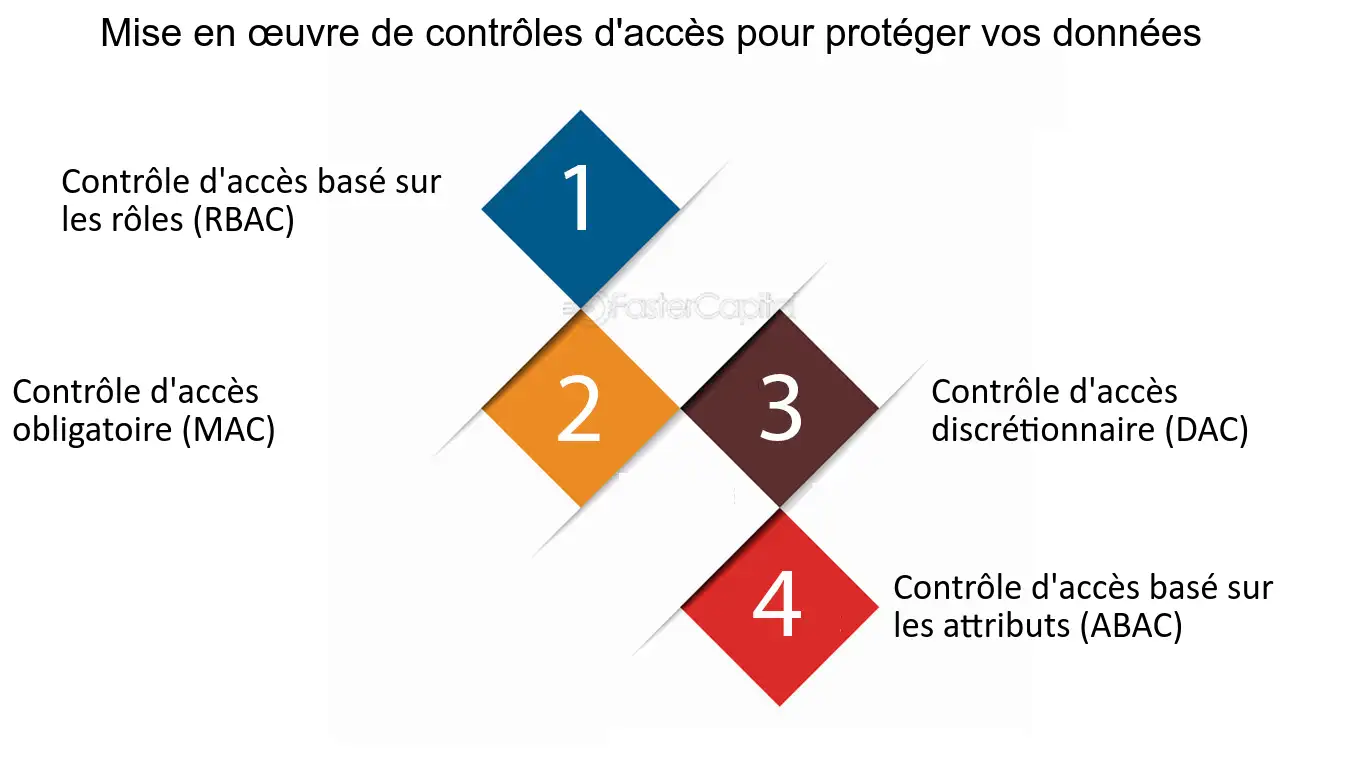 Mise en œuvre de contrôles d'accès pour protéger vos données
1
Contrôle d'accès basé sur
les rôles (RBAC)
FasterCapital
2
Contrôle d'accès
obligatoire (MAC)
3
Contrôle d'accès
discrétionnaire (DAC)
4
Contrôle d'accès basé sur
les attributs (ABAC)